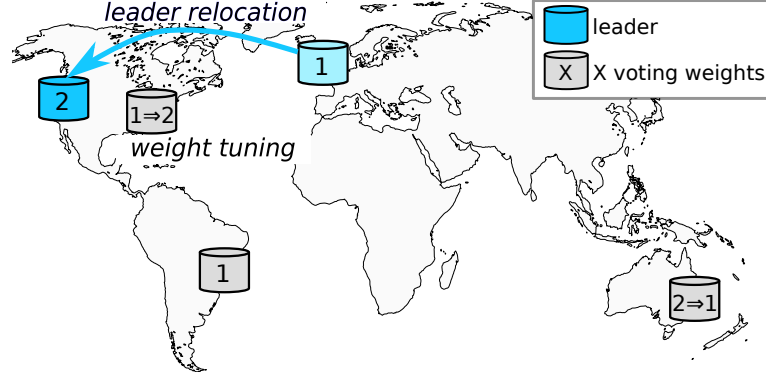 leader relocation
1
leader
2
1⇒2
X X voting weights
weight tuning
1
2⇒1